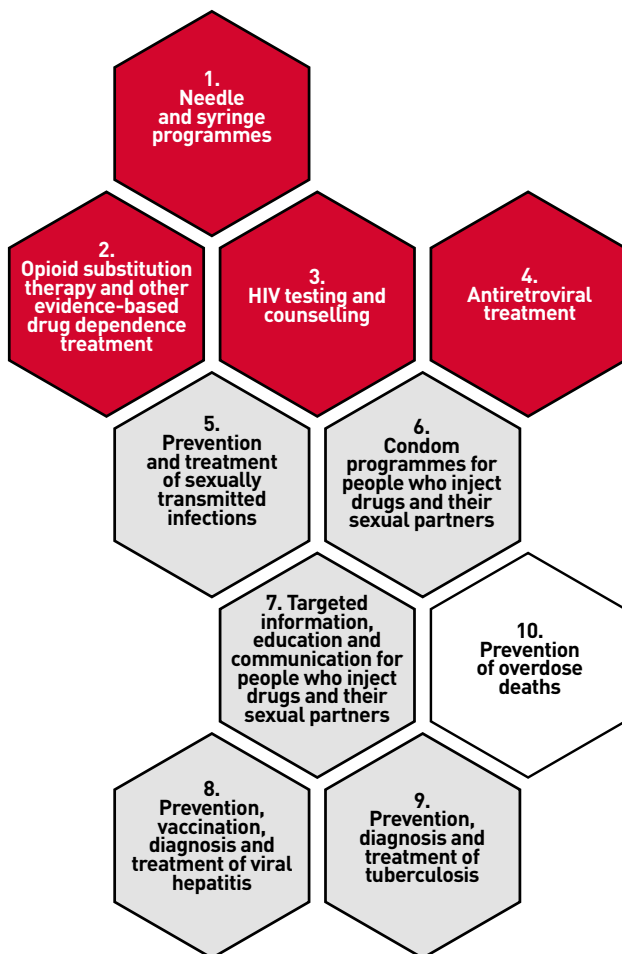 1.
Needle
and syringe
programmes
2.
Opioid substitution
therapy and other
evidence-based
drug dependence
treatment
3.
HIV testing and
counselling
4.
Antiretroviral
treatment
5.
Prevention
and treatment
of sexually
transmitted
infections
6.
Condom
programmes for
people who inject
drugs and their
sexual partners
7. Targeted
information,
education and
communication for
people who inject
drugs and their
sexual partners
10.
Prevention
of overdose
deaths
8.
Prevention,
vaccination,
diagnosis and
treatment of viral
hepatitis
9.
Prevention,
diagnosis and
treatment of
tuberculosis